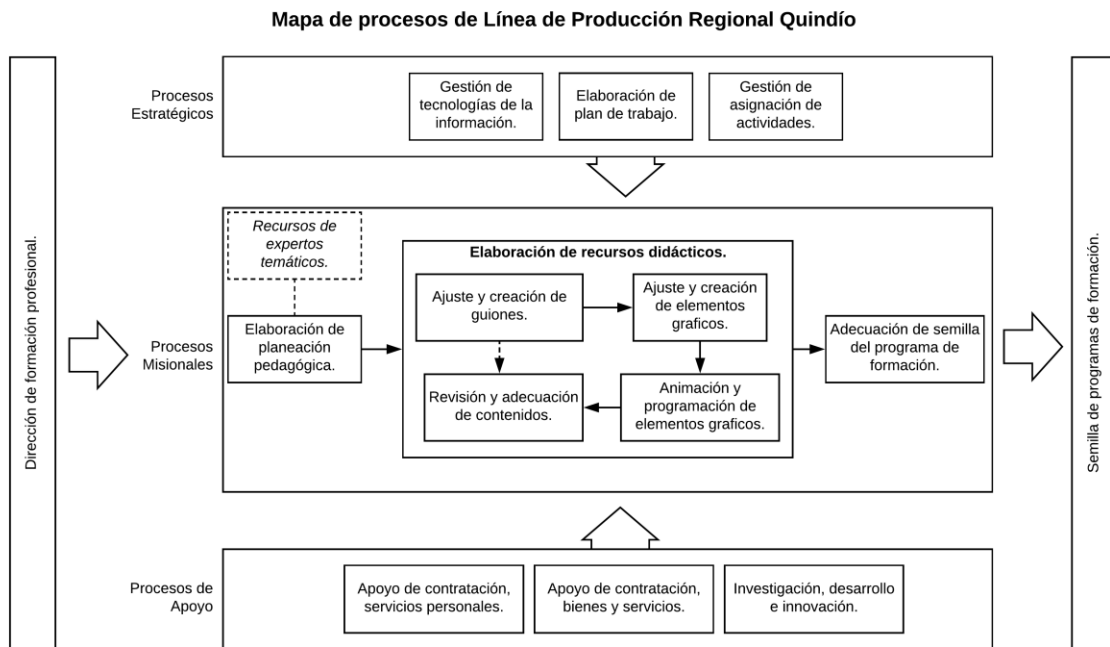 Mapa de procesos de Línea de Producción Regional Quindío
Dirección de formación profesional.
Procesos
Estratégicos
Gestión de
tecnologías de la
información.
Elaboración de
plan de trabajo.
Gestión de
asignación de
actividades.
Procesos
Misionales
Recursos de
expertos
temáticos.
Elaboración de
planeación
pedagógica.
Elaboración de recursos didácticos.
Ajuste y creación de
guiones.
Ajuste y creación
de elementos
graficos.
Revisión y adecuación
de contenidos.
Animación y
programación de
elementos graficos.
Adecuación de semilla
del programa de
formación.
Procesos de
Apoyo
Apoyo de contratación,
servicios personales.
Apoyo de contratación,
bienes y servicios.
Investigación, desarrollo
e innovación.
Semilla de programas de formación.